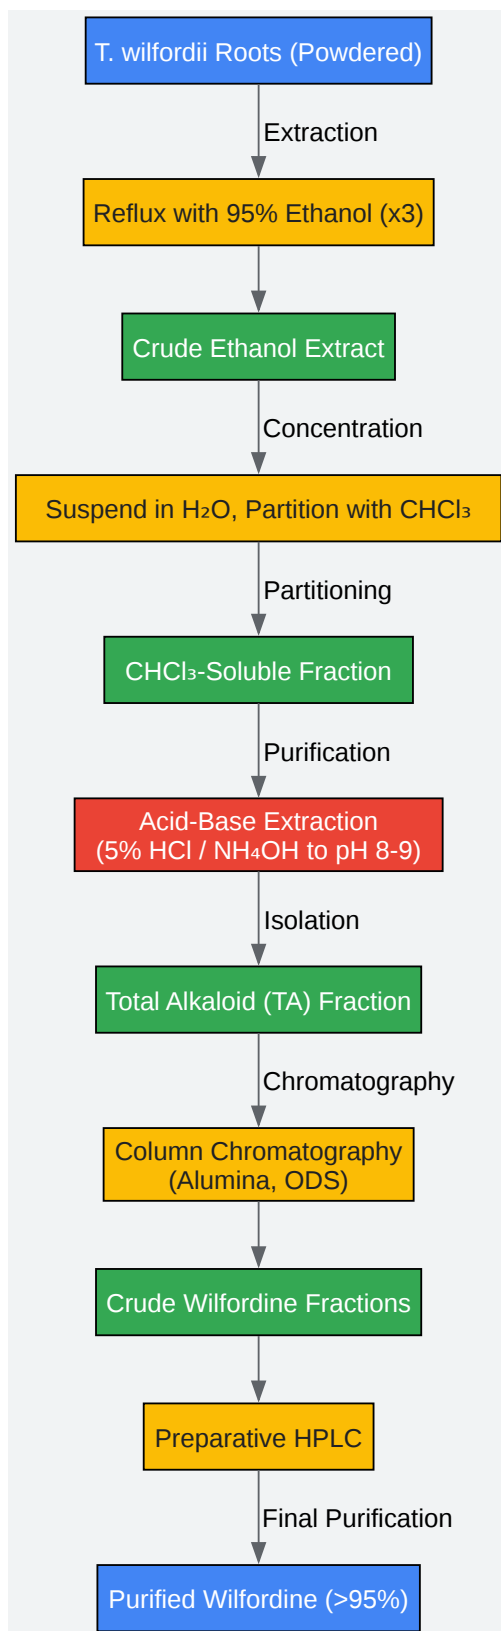 T. wilfordii Roots (Powdered)
Extraction
Reflux with 95% Ethanol (x3)
Crude Ethanol Extract
Concentration
Suspend in H₂O, Partition with CHCl₃
Partitioning
CHCl₃-Soluble Fraction
Purification
Acid-Base Extraction
(5% HCl / NH₄OH to pH 8-9)
Isolation
Total Alkaloid (TA) Fraction
Chromatography
Column Chromatography
(Alumina, ODS)
Crude Wilfordine Fractions
Preparative HPLC
Final Purification
Purified Wilfordine (>95%)